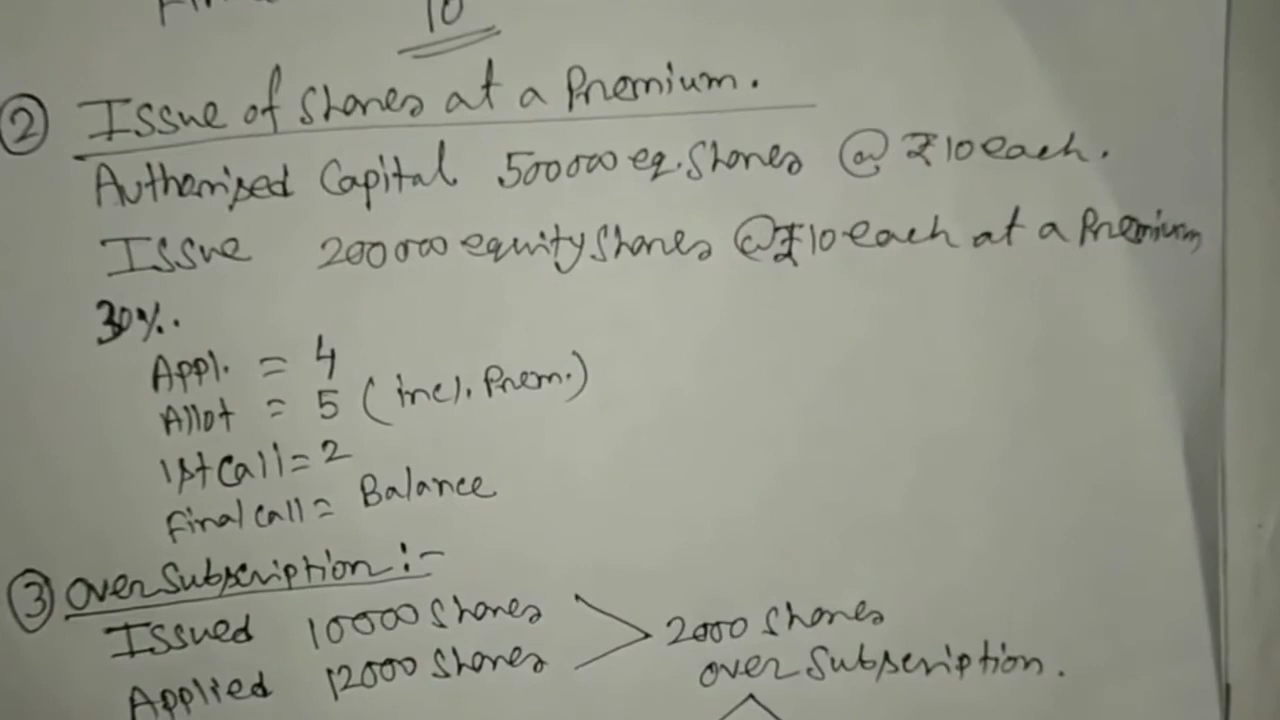 10
② Issue of Shares at a Premium.
Authorised Capital 500000 eq. Shares @ ₹10 each.
Issue 200000 equity Shares @ ₹10 each at a Premium
30%.
Appl. = 4
Allot = 5 (incl. Prem.)
1st Call = 2
Final Call = Balance
③ Over Subscription :-
Issued 10000 Shares
2000 Shares
Applied 12000 Shares
over Subscription.